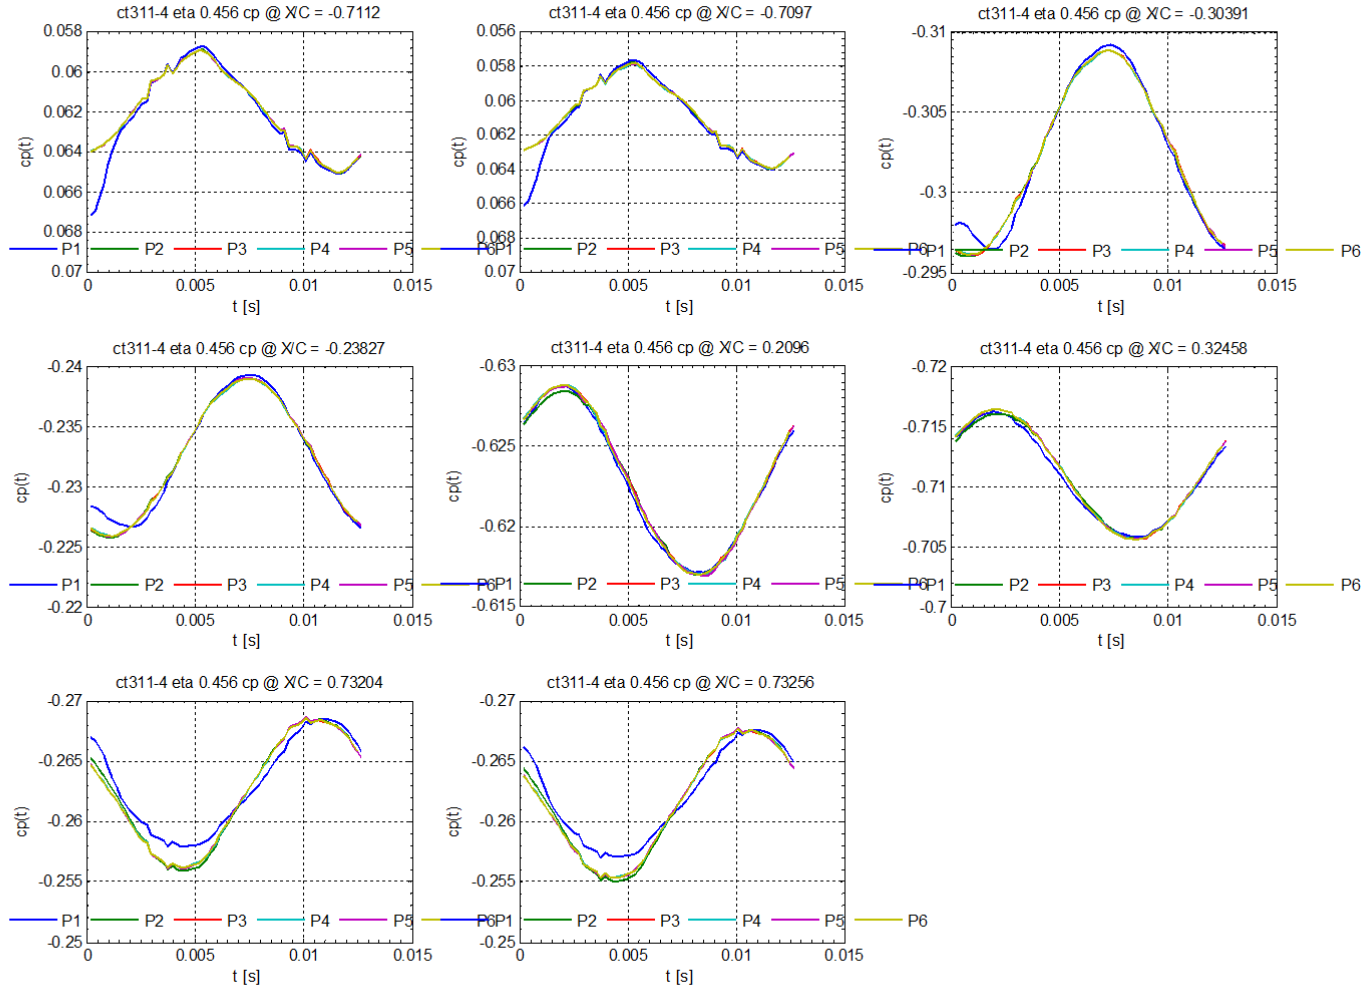 ct311-4 eta 0.456 cp @ X/C = -0.7112
0.058
0.06
0.062
0.064
0.066
0.068
0.07
cp(t)
P1 P2 P3 P4 P5 P6
0 0.005 0.01 0.015
t [s]
ct311-4 eta 0.456 cp @ X/C = -0.7097
0.056
0.058
0.06
0.062
0.064
0.066
0.068
0.07
cp(t)
P1 P2 P3 P4 P5 P6
0 0.005 0.01 0.015
t [s]
ct311-4 eta 0.456 cp @ X/C = -0.30391
-0.31
-0.305
-0.3
-0.295
cp(t)
P1 P2 P3 P4 P5 P6
0 0.005 0.01 0.015
t [s]
ct311-4 eta 0.456 cp @ X/C = -0.23827
-0.24
-0.235
-0.23
-0.225
-0.22
cp(t)
P1 P2 P3 P4 P5 P6
0 0.005 0.01 0.015
t [s]
ct311-4 eta 0.456 cp @ X/C = 0.2096
-0.63
-0.625
-0.62
-0.615
cp(t)
P1 P2 P3 P4 P5 P6
0 0.005 0.01 0.015
t [s]
ct311-4 eta 0.456 cp @ X/C = 0.32458
-0.72
-0.715
-0.71
-0.705
-0.7
cp(t)
P1 P2 P3 P4 P5 P6
0 0.005 0.01 0.015
t [s]
ct311-4 eta 0.456 cp @ X/C = 0.73204
-0.27
-0.265
-0.26
-0.255
-0.25
cp(t)
P1 P2 P3 P4 P5 P6
0 0.005 0.01 0.015
t [s]
ct311-4 eta 0.456 cp @ X/C = 0.73256
-0.27
-0.265
-0.26
-0.255
-0.25
cp(t)
P1 P2 P3 P4 P5 P6
0 0.005 0.01 0.015
t [s]